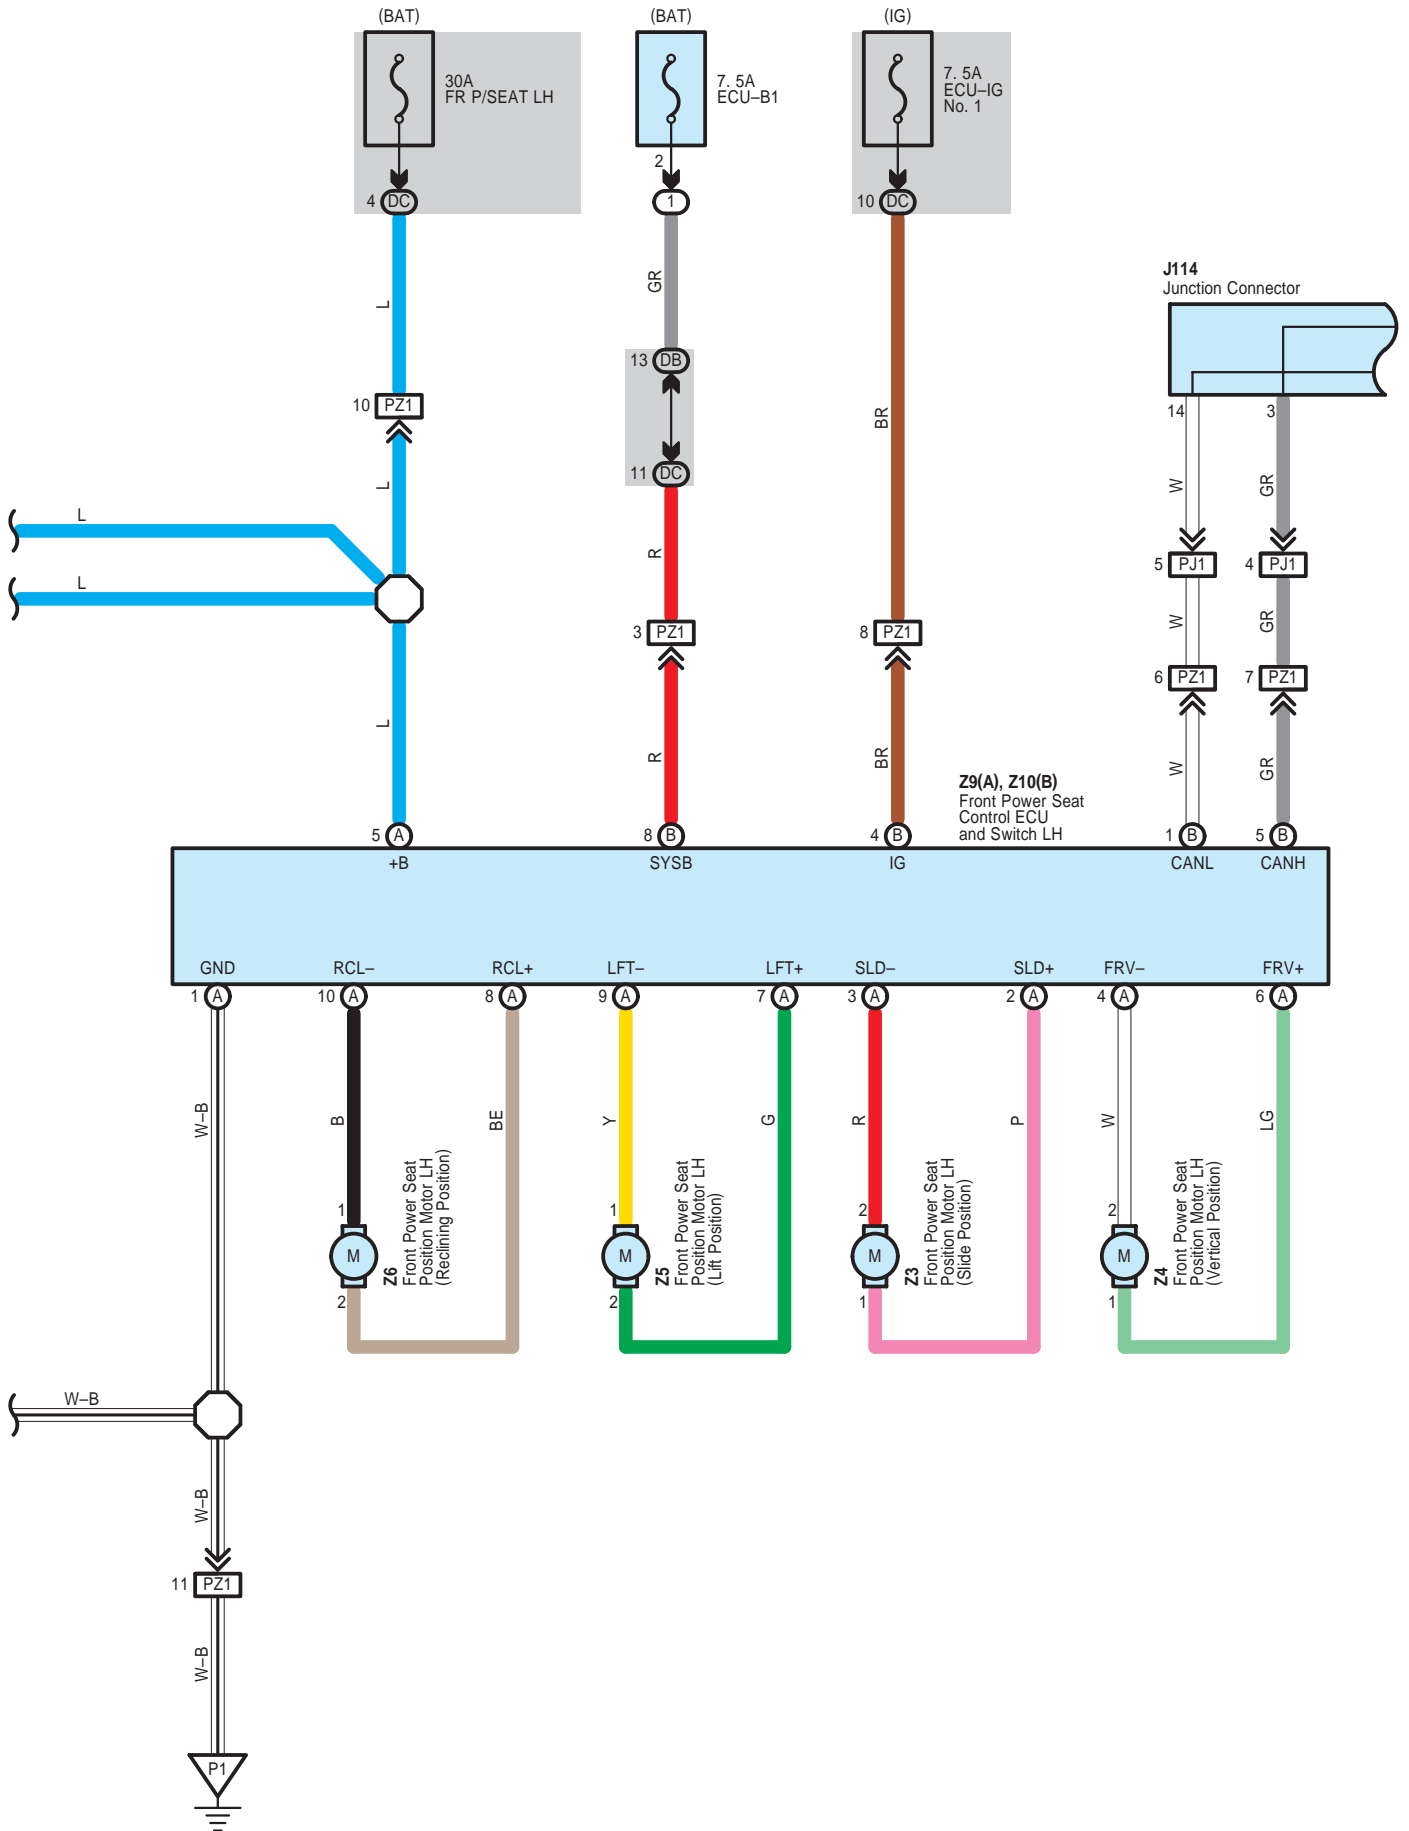 (BAT)
(BAT)
(IG)
30A
FR P/SEAT LH
7. 5A
ECU–B1
7. 5A
ECU–IG
No. 1
2
4 DC
1
10 DC
J114
Junction Connector
L
GR
13 DB
10 PZ1
BR
14
3
11 DC
L
W
GR
L
R
5 PJ1
4 PJ1
L
3 PZ1
8 PZ1
W
GR
6 PZ1
7 PZ1
L
R
BR
W
GR
Z9(A), Z10(B)
Front Power Seat
Control ECU
and Switch LH
5 A
8 B
4 B
1 B
5 B
+B
SYSB
IG
CANL
CANH
GND
RCL–
RCL+
LFT–
LFT+
SLD–
SLD+
FRV–
FRV+
1 A
10 A
8 A
9 A
7 A
3 A
2 A
4 A
6 A
W–B
B
BE
Y
G
R
P
W
LG
1
1
2
2
M
M
M
M
2
2
1
1
Z6
Front Power Seat
Position Motor LH
(Reclining Position)
Z5
Front Power Seat
Position Motor LH
(Lift Position)
Z3
Front Power Seat
Position Motor LH
(Slide Position)
Z4
Front Power Seat
Position Motor LH
(Vertical Position)
W–B
W–B
11 PZ1
W–B
P1